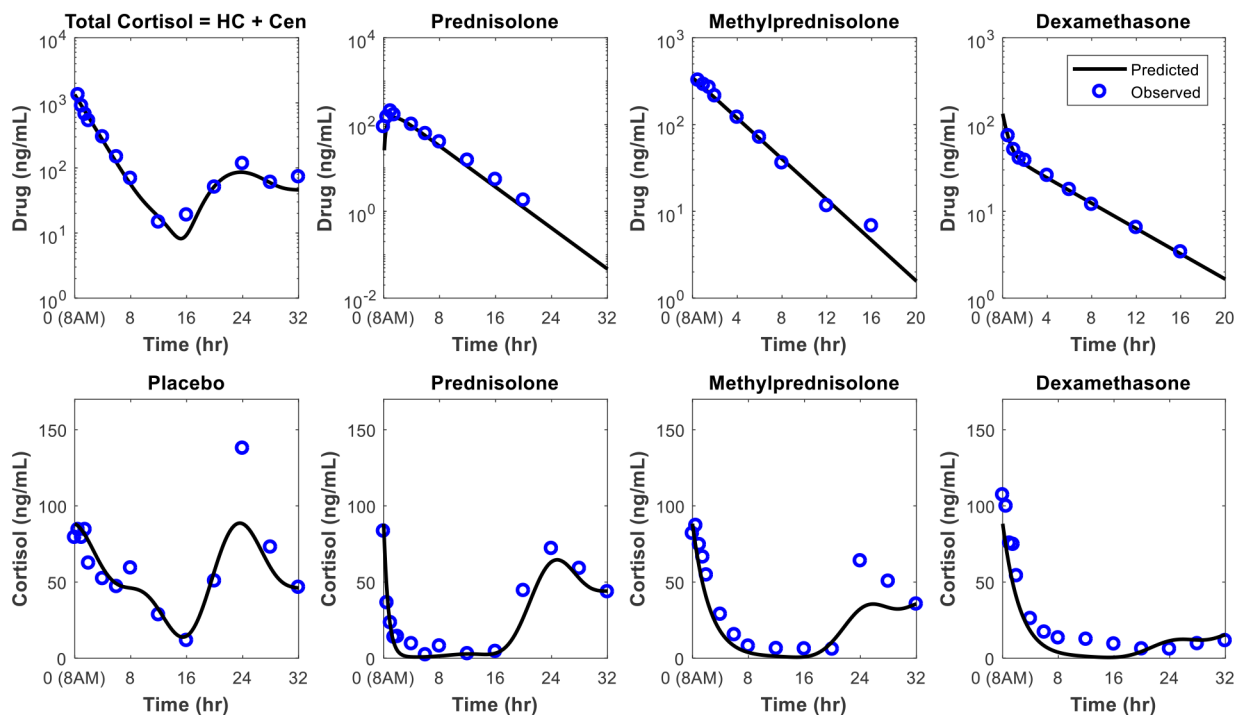 Total Cortisol = HC + Cen
Drug (ng/mL)
10^4
10^3
10^2
10^1
10^0
0 (8AM) 8 16 24 32
Time (hr)
Prednisolone
Drug (ng/mL)
10^4
10^2
10^0
10^-2
0 (8AM) 8 16 24 32
Time (hr)
Methylprednisolone
Drug (ng/mL)
10^3
10^2
10^1
10^0
0 (8AM) 4 8 12 16 20
Time (hr)
Dexamethasone
Drug (ng/mL)
10^3
10^2
10^1
10^0
0 (8AM) 4 8 12 16 20
Time (hr)
Predicted
Observed
Placebo
Cortisol (ng/mL)
150
100
50
0
0 (8AM) 8 16 24 32
Time (hr)
Prednisolone
Cortisol (ng/mL)
150
100
50
0
0 (8AM) 8 16 24 32
Time (hr)
Methylprednisolone
Cortisol (ng/mL)
150
100
50
0
0 (8AM) 8 16 24 32
Time (hr)
Dexamethasone
Cortisol (ng/mL)
150
100
50
0
0 (8AM) 8 16 24 32
Time (hr)